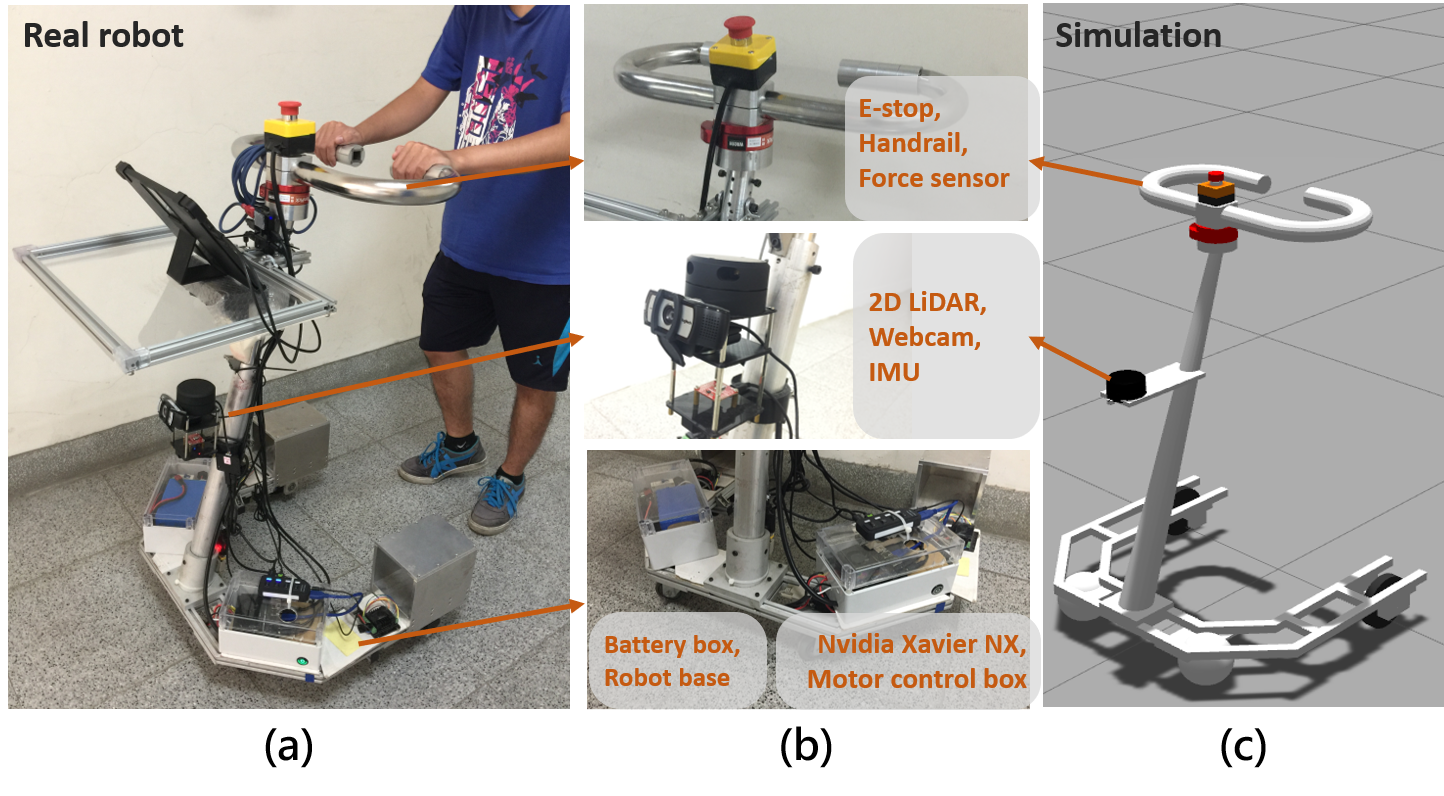 Real robot
E-stop,
Handrail,
Force sensor
2D LiDAR,
Webcam,
IMU
Battery box,
Robot base
Nvidia Xavier NX,
Motor control box
Simulation
(a)
(b)
(c)